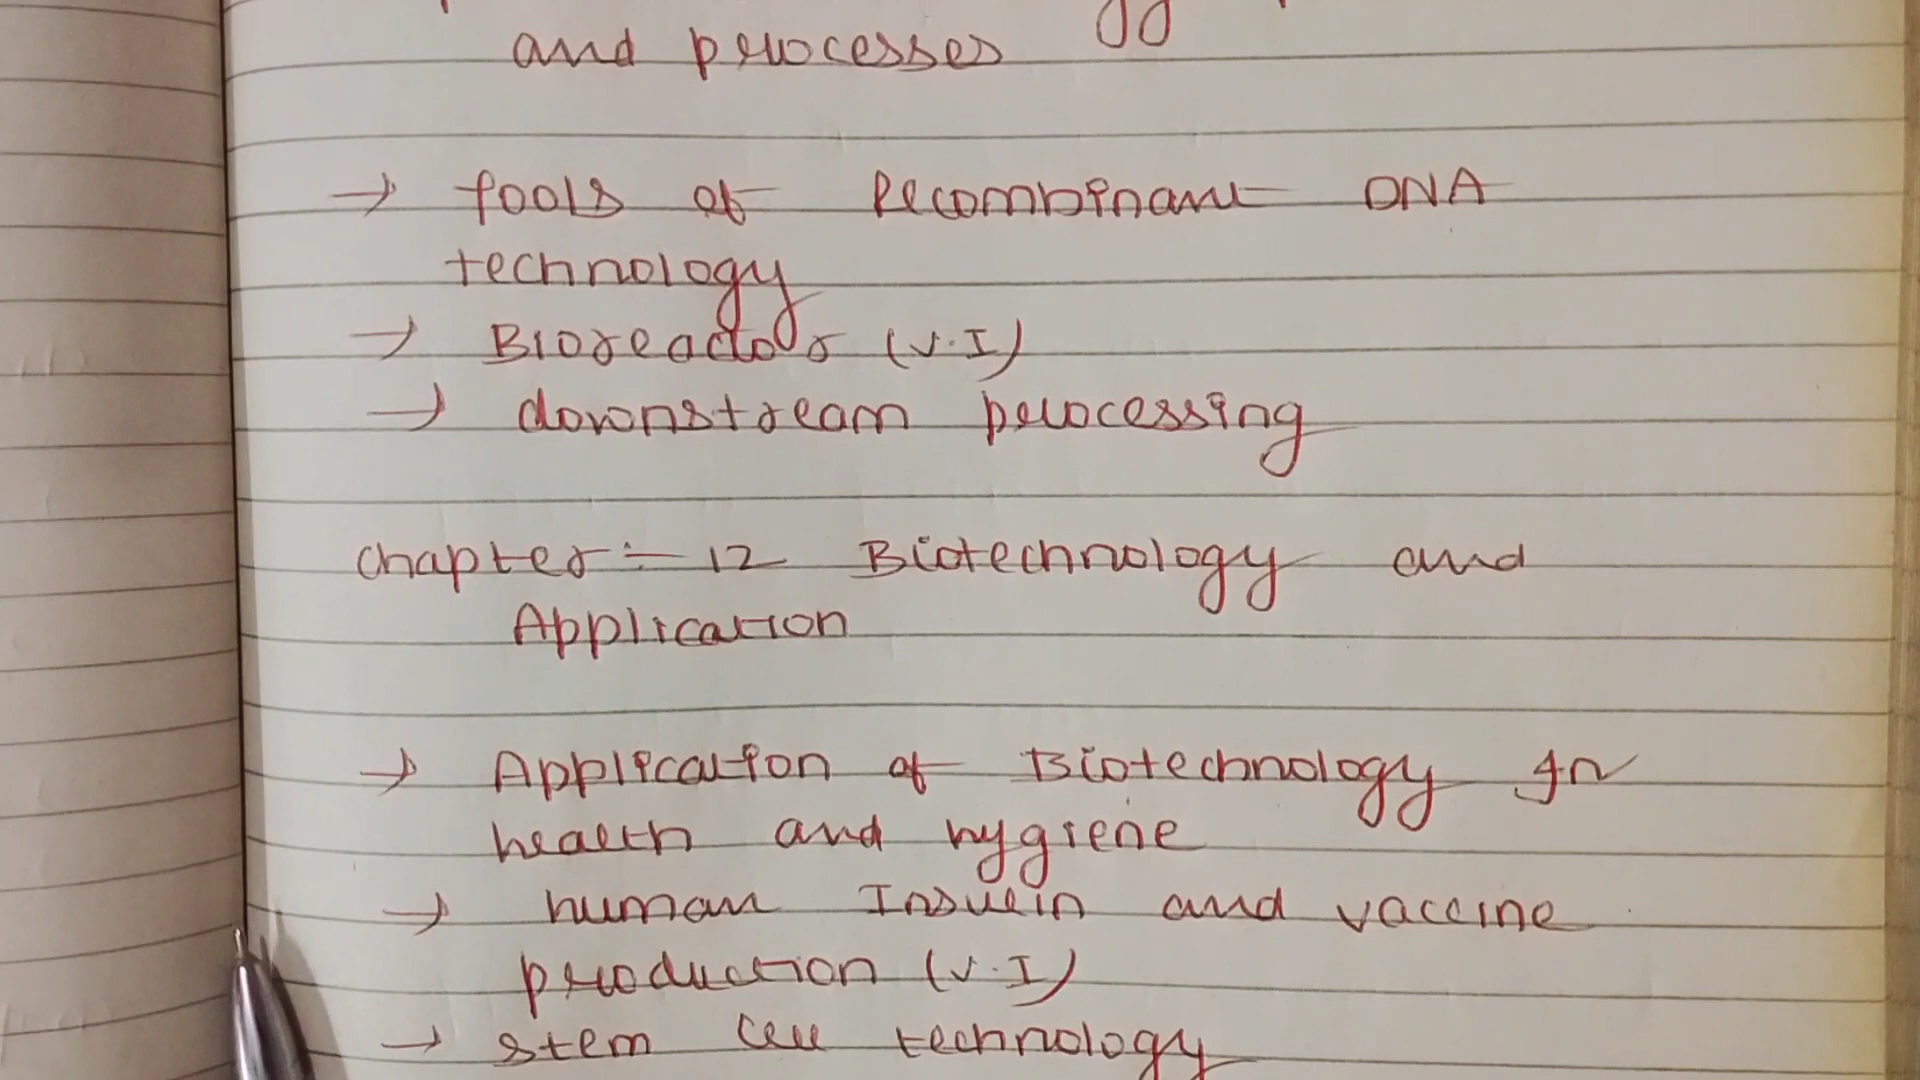 and processes
→ Tools of Recombinant DNA
technology
→ Bioreactor (V.I)
→ downstream processing
chapter :- 12 Biotechnology and
Application
→ Application of Biotechnology In
health and hygiene
→ human Insulin and vaccine
production (V.I)
→ stem cell technology